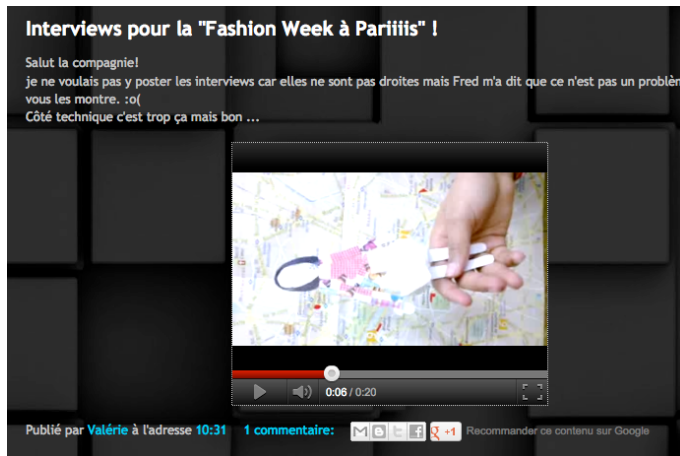 Interviews pour la "Fashion Week à Pariiiis" !
Salut la compagnie!
je ne voulais pas y poster les interviews car elles ne sont pas droites mais Fred m'a dit que ce n'est pas un
vous les montre. :o(
Côté technique c'est trop ça mais bon ...
0:06 / 0:20
Publié par Valérie à l'adresse 10:31 1 commentaire: +1 Recommander ce contenu sur Google